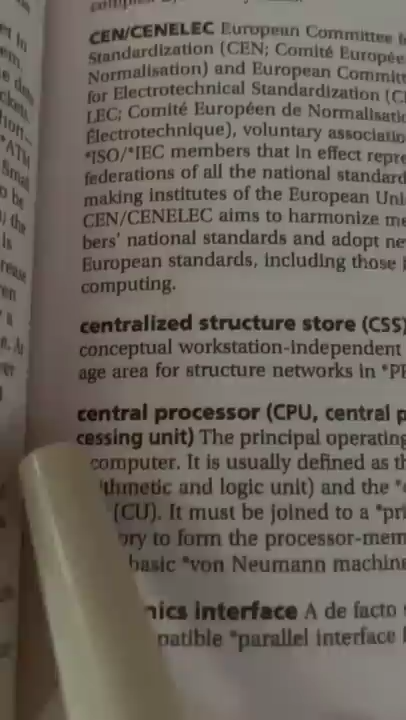 CEN/CENELEC European Committee
Standardization (CEN; Comité Europée
Normalisation) and European Committ
for Electrotechnical Standardization (C
LEC; Comité Européen de Normalisatio
Électrotechnique), voluntary associatio
*ISO/*IEC members that in effect repre
federations of all the national standard
making institutes of the European Uni
CEN/CENELEC aims to harmonize me
bers' national standards and adopt ne
European standards, including those
computing.
centralized structure store (CSS)
conceptual workstation-independent
age area for structure networks in *P
central processor (CPU, central p
cessing unit) The principal operating
computer. It is usually defined as th
ithmetic and logic unit) and the
(CU). It must be joined to a *pri
ory to form the processor-mem
basic *von Neumann machine
nics interface A de facto
patible *parallel interface